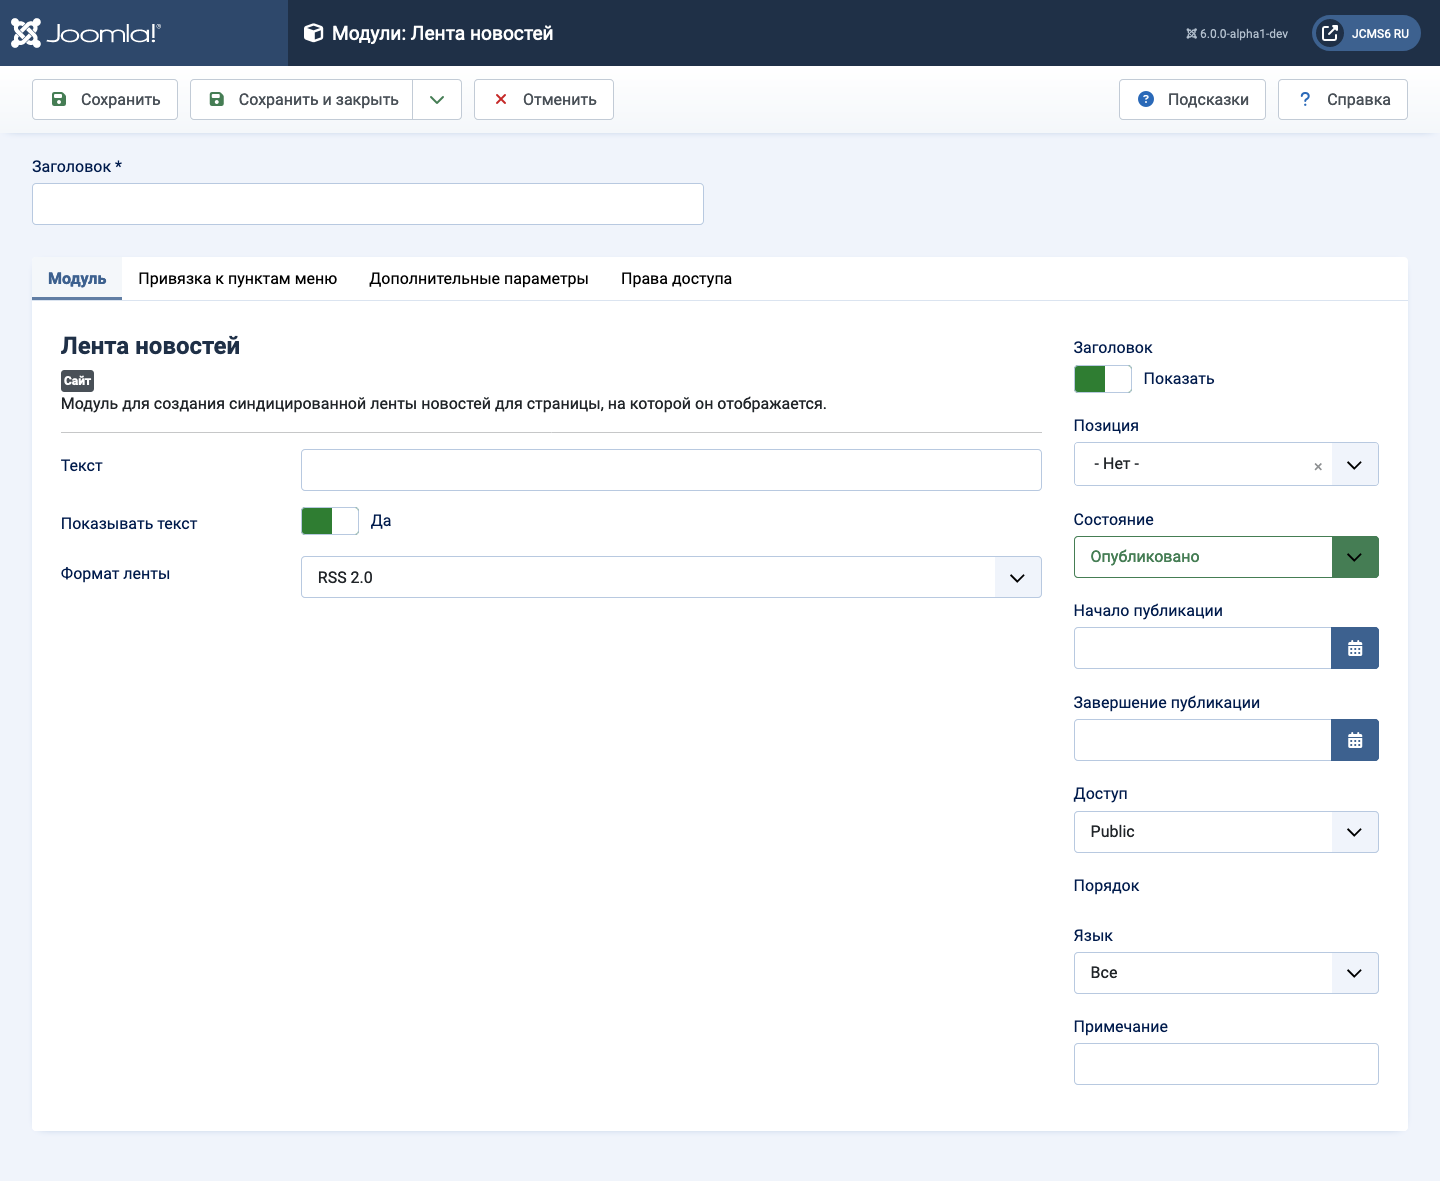 Joomla!®
Модули: Лента новостей
6.0.0-alpha1-dev
JCMS6 RU
Сохранить
Сохранить и закрыть
Отменить
Подсказки
? Справка
Заголовок *
Модуль
Привязка к пунктам меню
Дополнительные параметры
Права доступа
Лента новостей
Сайт
Модуль для создания синдицированной ленты новостей для страницы, на которой он отображается.
Текст
Показывать текст
Да
Формат ленты
RSS 2.0
Заголовок
Показать
Позиция
- Нет -
×
Состояние
Опубликовано
Начало публикации
Завершение публикации
Доступ
Public
Порядок
Язык
Все
Примечание